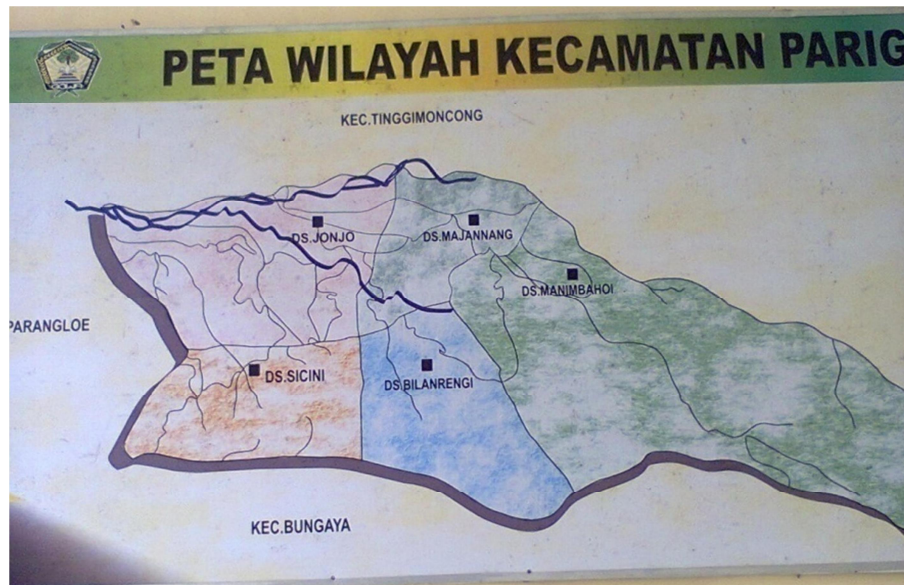 PETA WILAYAH KECAMATAN PARIG
KEC.TINGGIMONCONG
DS.JONJO
DS.MAJANNANG
DS.MANIMBAHOI
PARANGLOE
DS.SICINI
DS.BILANRENGI
KEC.BUNGAYA